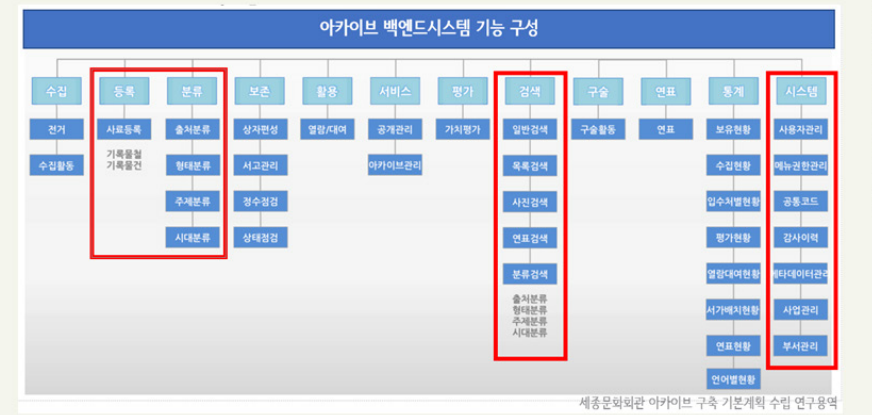 아카이브 백엔드시스템 기능 구성
수집
전거
수집활동
등록
사료등록
기록물철
기록물건
분류
출처분류
형태분류
주제분류
시대분류
보존
상자편성
서고관리
정수점검
상태점검
활용
열람/대여
서비스
공개관리
아카이브관리
평가
가치평가
검색
일반검색
목록검색
사진검색
연표검색
분류검색
출처분류
형태분류
주제분류
시대분류
구술
구술활동
연표
연표
통계
보유현황
수집현황
입수처별현황
평가현황
열람대여현황
서가배치현황
연표현황
언어별현황
시스템
사용자관리
메뉴권한관리
공통코드
감사이력
메타데이터관리
사업관리
부서관리
세종문화회관 아카이브 구축 기본계획 수립 연구용역